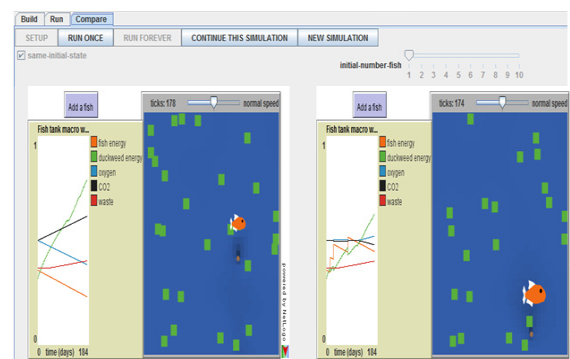 Build Run Compare
SETUP RUN ONCE RUN FOREVER CONTINUE THIS SIMULATION NEW SIMULATION
same-initial-state
initial-number-fish
1 2 3 4 5 6 7 8 9 10
Add a fish
ticks: 178 normal speed
Fish tank macro w...
1
fish energy
duckweed energy
oxygen
CO2
waste
0
0 time (days) 184
powered by NetLogo
Add a fish
ticks: 174 normal speed
Fish tank macro w...
1
fish energy
duckweed energy
oxygen
CO2
waste
0
0 time (days) 184